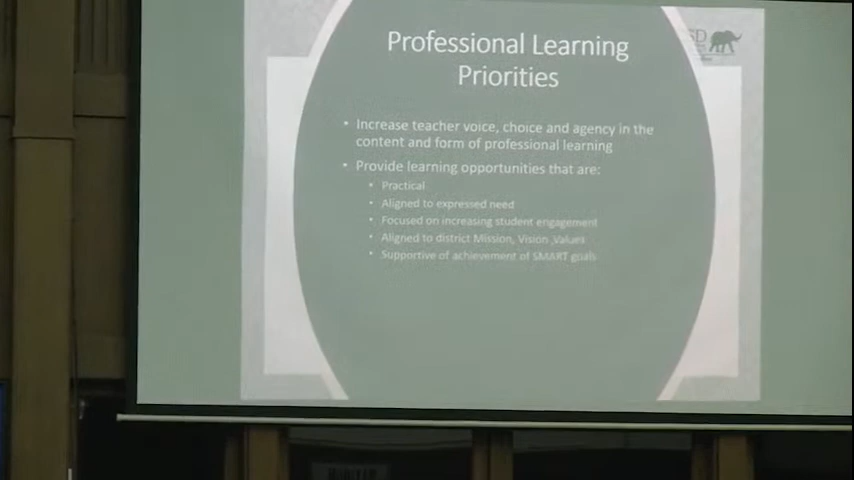 Professional Learning
Priorities
SD
• Increase teacher voice, choice and agency in the
content and form of professional learning
• Provide learning opportunities that are:
• Practical
• Aligned to expressed need
• Focused on increasing student engagement
• Aligned to district Mission, Vision ,Values
• Supportive of achievement of SMART goals